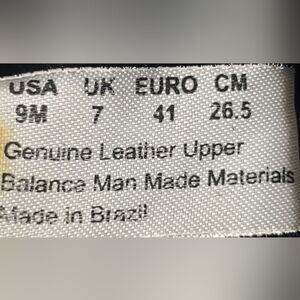 USA UK EURO CM
9M 7 41 26.5
Genuine Leather Upper
Balance Man Made Materials
Made in Brazil